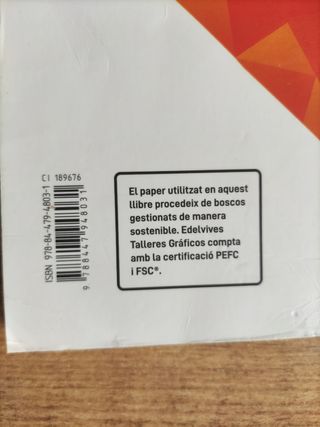 CI 189676
ISBN 978-84-479-4803-1
9 788447 948031
El paper utilitzat en aquest
llibre procedeix de boscos
gestionats de manera
sostenible. Edelvives
Talleres Gráficos compta
amb la certificació PEFC
i FSC®.